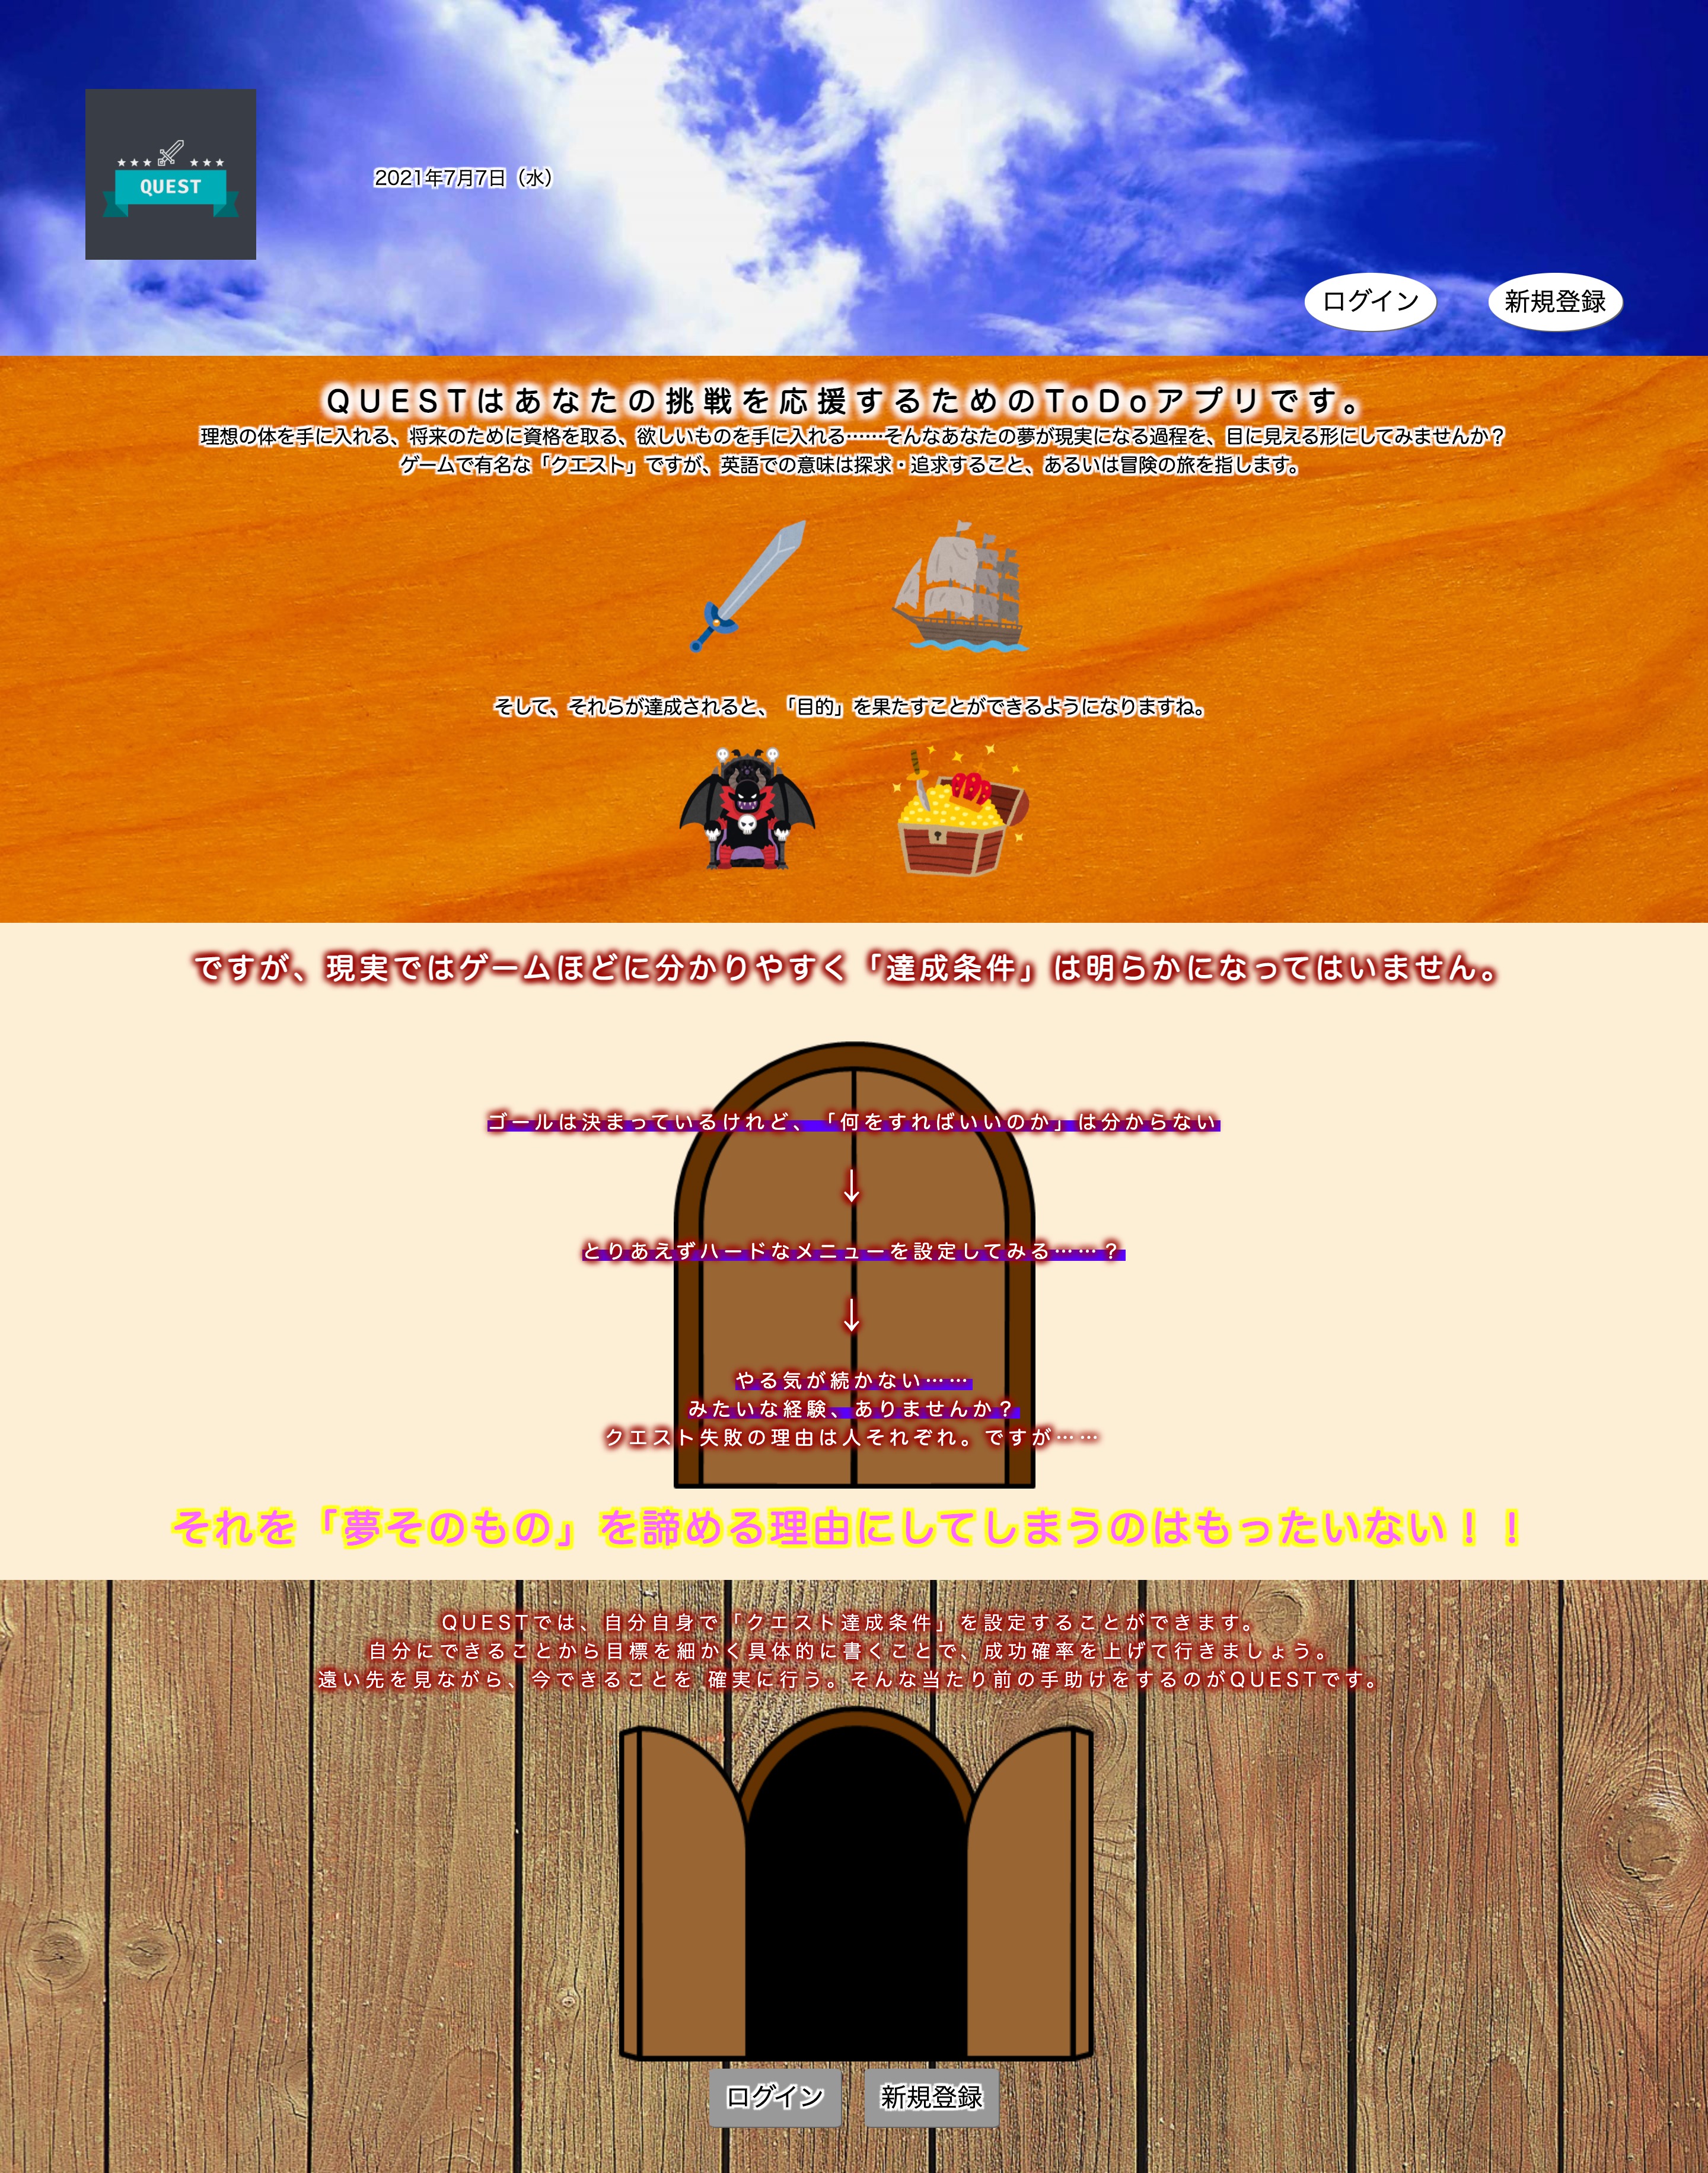 QUEST
2021年7月7日（水）
ログイン
新規登録
QUESTはあなたの挑戦を応援するためのToDoアプリです。
理想の体を手に入れる、将来のために資格を取る、欲しいものを手に入れる……そんなあなたの夢が現実になる過程を、目に見える形にしてみませんか？
ゲームで有名な「クエスト」ですが、英語での意味は探求・追求すること、あるいは冒険の旅を指します。
そして、それらが達成されると、「目的」を果たすことができるようになりますね。
ですが、現実ではゲームほどに分かりやすく「達成条件」は明らかになってはいません。
ゴールは決まっているけれど、「何をすればいいのか」は分からない
↓
とりあえずハードなメニューを設定してみる……？
↓
やる気が続かない……
みたいな経験、ありませんか？
クエスト失敗の理由は人それぞれ。ですが……
それを「夢そのもの」を諦める理由にしてしまうのはもったいない！！
QUESTでは、自分自身で「クエスト達成条件」を設定することができます。
自分にできることから目標を細かく具体的に書くことで、成功確率を上げて行きましょう。
遠い先を見ながら、今できることを 確実に行う。そんな当たり前の手助けをするのがQUESTです。
ログイン
新規登録